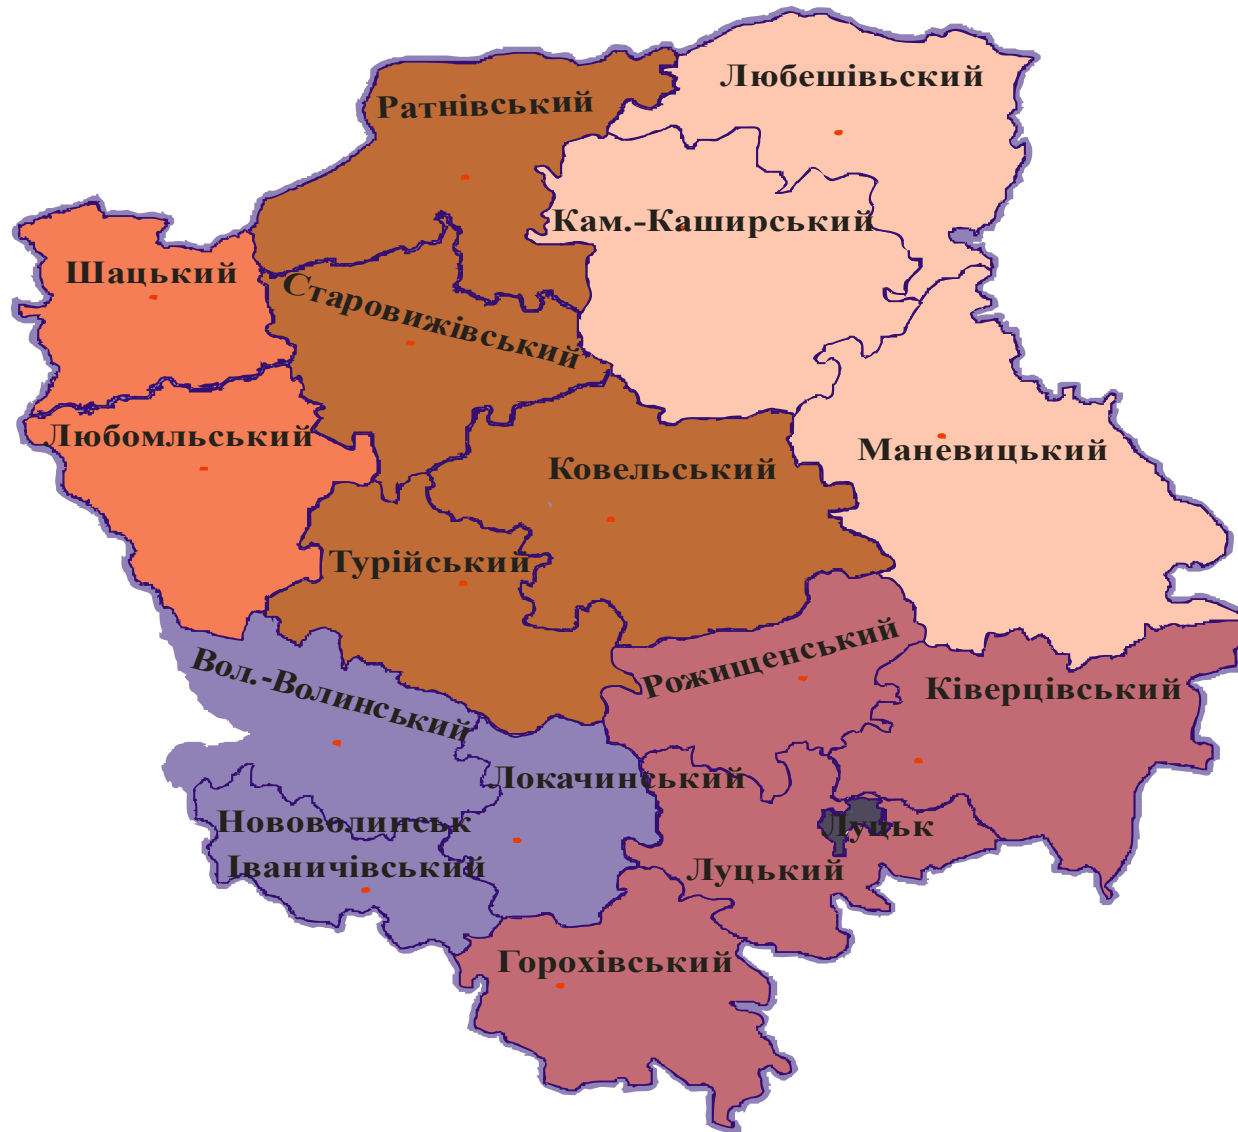 Любешівьский
Ратнівський
Кам.-Каширський
Шацький
Старовижівський
Любомльський
Маневицький
Ковельський
Турійський
Рожищенський
Вол.-Волинський
Ківерцівський
Локачинський
Нововолинськ
Луцьк
Іваничівський
Луцький
Горохівський